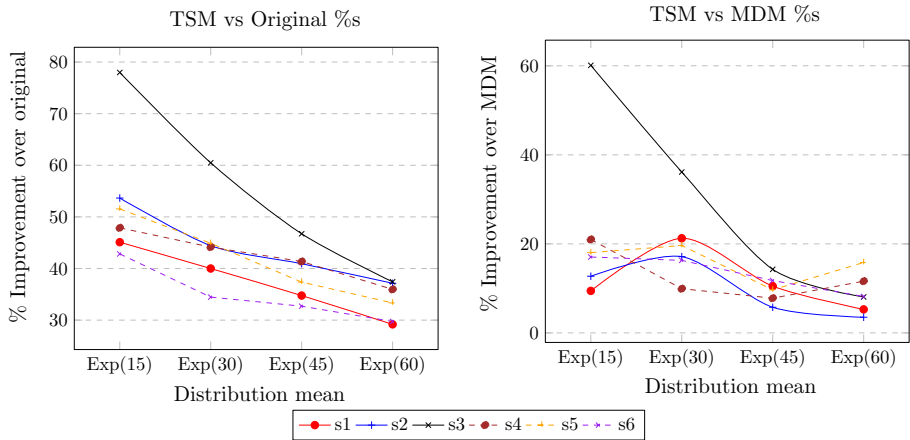 TSM vs Original %s
% Improvement over original
80
70
60
50
40
30
Exp(15) Exp(30) Exp(45) Exp(60)
Distribution mean
TSM vs MDM %s
% Improvement over MDM
60
40
20
0
Exp(15) Exp(30) Exp(45) Exp(60)
Distribution mean
s1 s2 s3 s4 s5 s6